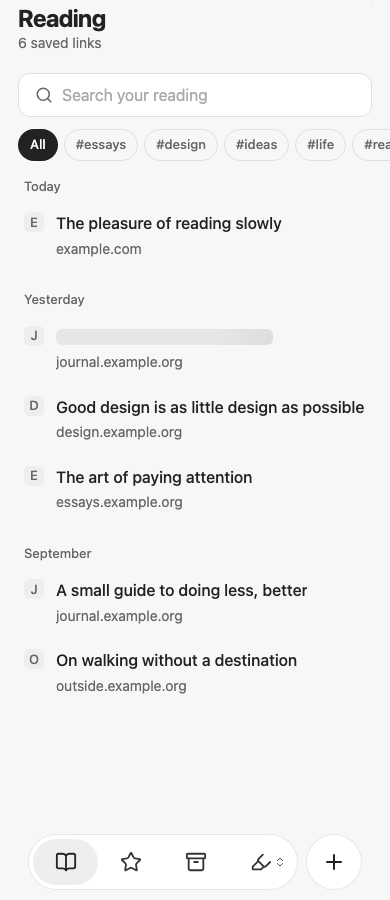 Reading
6 saved links
Search your reading
All #essays #design #ideas #life #rea
Today
E The pleasure of reading slowly
example.com
Yesterday
J
journal.example.org
D Good design is as little design as possible
design.example.org
E The art of paying attention
essays.example.org
September
J A small guide to doing less, better
journal.example.org
O On walking without a destination
outside.example.org